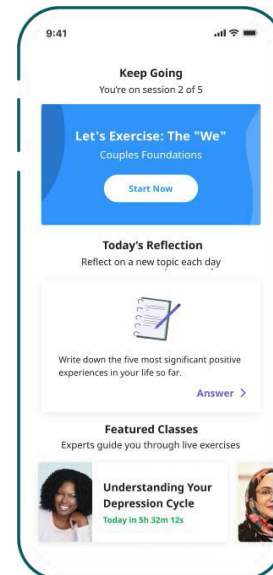 9:41
Keep Going
You're on session 2 of 5
Let's Exercise: The "We"
Couples Foundations
Start Now
Today's Reflection
Reflect on a new topic each day
Write down the five most significant positive
experiences in your life so far.
Answer >
Featured Classes
Experts guide you through live exercises
Understanding Your
Depression Cycle
Today in 5h 32m 12s